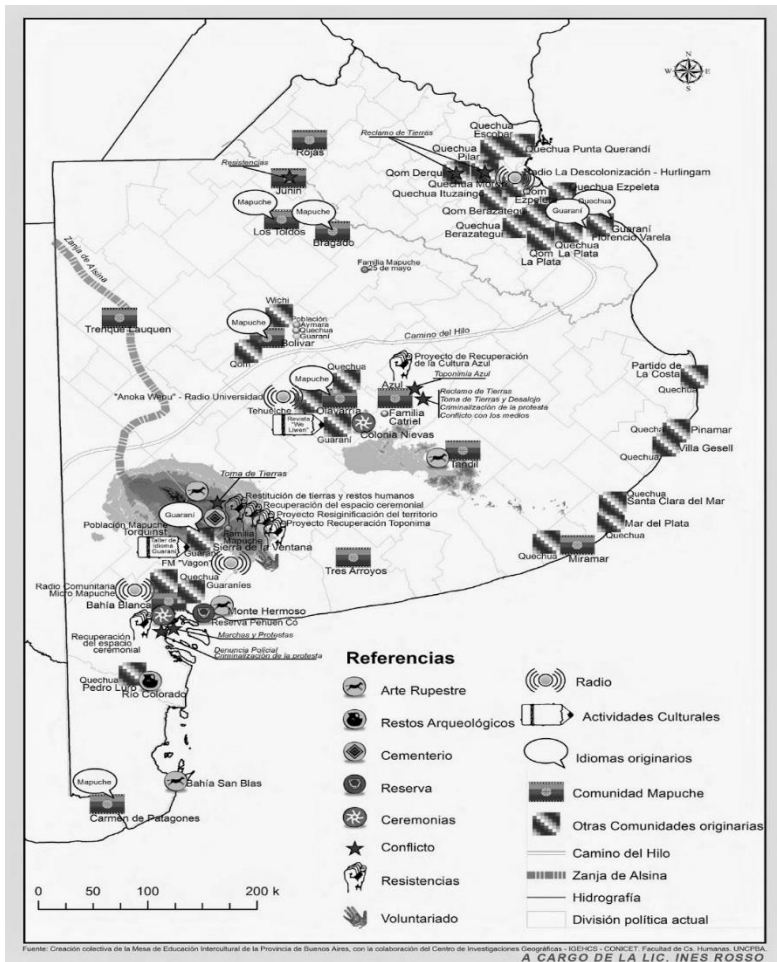 N
W E
S
Reclamo de Tierras
Quechua
Escobar
Quechua Punta Querandí
Quechua
Pilar
Rojas
Resistencias
Junin
Qom Derqui
Radio La Descolonización - Hurlingam
Quechua Ituzaingo
Qom
Ezpeleta
Quechua Ezpeleta
Quechua
Guaraní
Qom Berazategui
Guaraní
Florencio Varela
Quechua
Berazategui
Quechua
La Plata
Qom
La Plata
Mapuche
Mapuche
Los Toldos
Bragado
Familia Mapuche
25 de mayo
Zanja de Alsina
Trenque Lauquen
Wichi
Población
Aymara
Quechua
Guaraní
Mapuche
Bolivar
Qom
Camino del Hilo
Proyecto de Recuperación
de la Cultura Azul
Toponimia Azul
Azul
Reclamo de Tierras
Toma de Tierras y Desalojo
Criminalización de la protesta
Conflicto con los medios
Familia
Catriel
Quechua
Mapuche
"Anoka Wepu" - Radio Universidad
Tehuelche
Olavarria
Revista
"We
Liwen"
Guaraní
Colonia Nievas
Tandil
Partido de
La Costa
Quechua
Quechua
Pinamar
Villa Gesell
Quechua
Quechua
Santa Clara del Mar
Mar del Plata
Quechua
Quechua
Miramar
Toma de Tierras
Restitución de tierras y restos humanos
Recuperación del espacio ceremonial
Proyecto Resignificación del territorio
Proyecto Recuperación Toponima
Guaraní
Población Mapuche
Torquinst
Familia
Mapuche
Sierra de la Ventana
Taller de
Idioma
Guaraní
Guaraní
FM "Vagon"
Tres Arroyos
Radio Comunitaria
Micro Mapuche
Quechua
Guaraníes
Bahía Blanca
Monte Hermoso
Reserva Pehuen Có
Recuperación
del espacio
ceremonial
Marchas y Protestas
Denuncia Policial
Criminalización de la protesta
Quechua
Pedro Luro
Río Colorado
Bahía San Blas
Mapuche
Carmen de Patagones
Referencias
Arte Rupestre
Restos Arqueológicos
Cementerio
Reserva
Ceremonias
Conflicto
Resistencias
Voluntariado
Radio
Actividades Culturales
Idiomas originarios
Comunidad Mapuche
Otras Comunidades originarias
Camino del Hilo
Zanja de Alsina
Hidrografía
División política actual
0 50 100 200 k
Fuente: Creación colectiva de la Mesa de Educación Intercultural de la Provincia de Buenos Aires, con la colaboración del Centro de Investigaciones Geográficas - IGEHCS - CONICET. Facultad de Cs. Humanas. UNCPBA.
A CARGO DE LA LIC. INES ROSSO